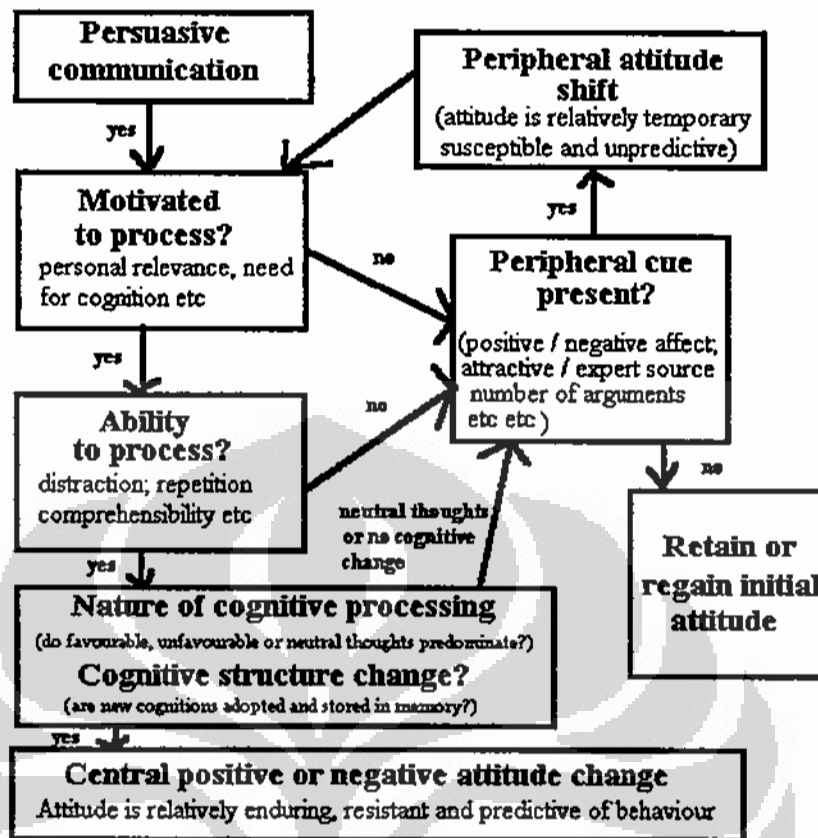 Persuasive
communication
yes
Peripheral attitude
shift
(attitude is relatively temporary
susceptible and unpredictive)
Motivated
to process?
personal relevance, need
for cognition etc
no
yes
Peripheral cue
present?
(positive / negative affect;
attractive / expert source
number of arguments
etc etc )
yes
Ability
to process?
distraction; repetition
comprehensibility etc
no
no
neutral thoughts
or no cognitive
change
Retain or
regain initial
attitude
yes
Nature of cognitive processing
(do favourable, unfavourable or neutral thoughts predominate?)
Cognitive structure change?
(are new cognitions adopted and stored in memory?)
yes
Central positive or negative attitude change
Attitude is relatively enduring, resistant and predictive of behaviour